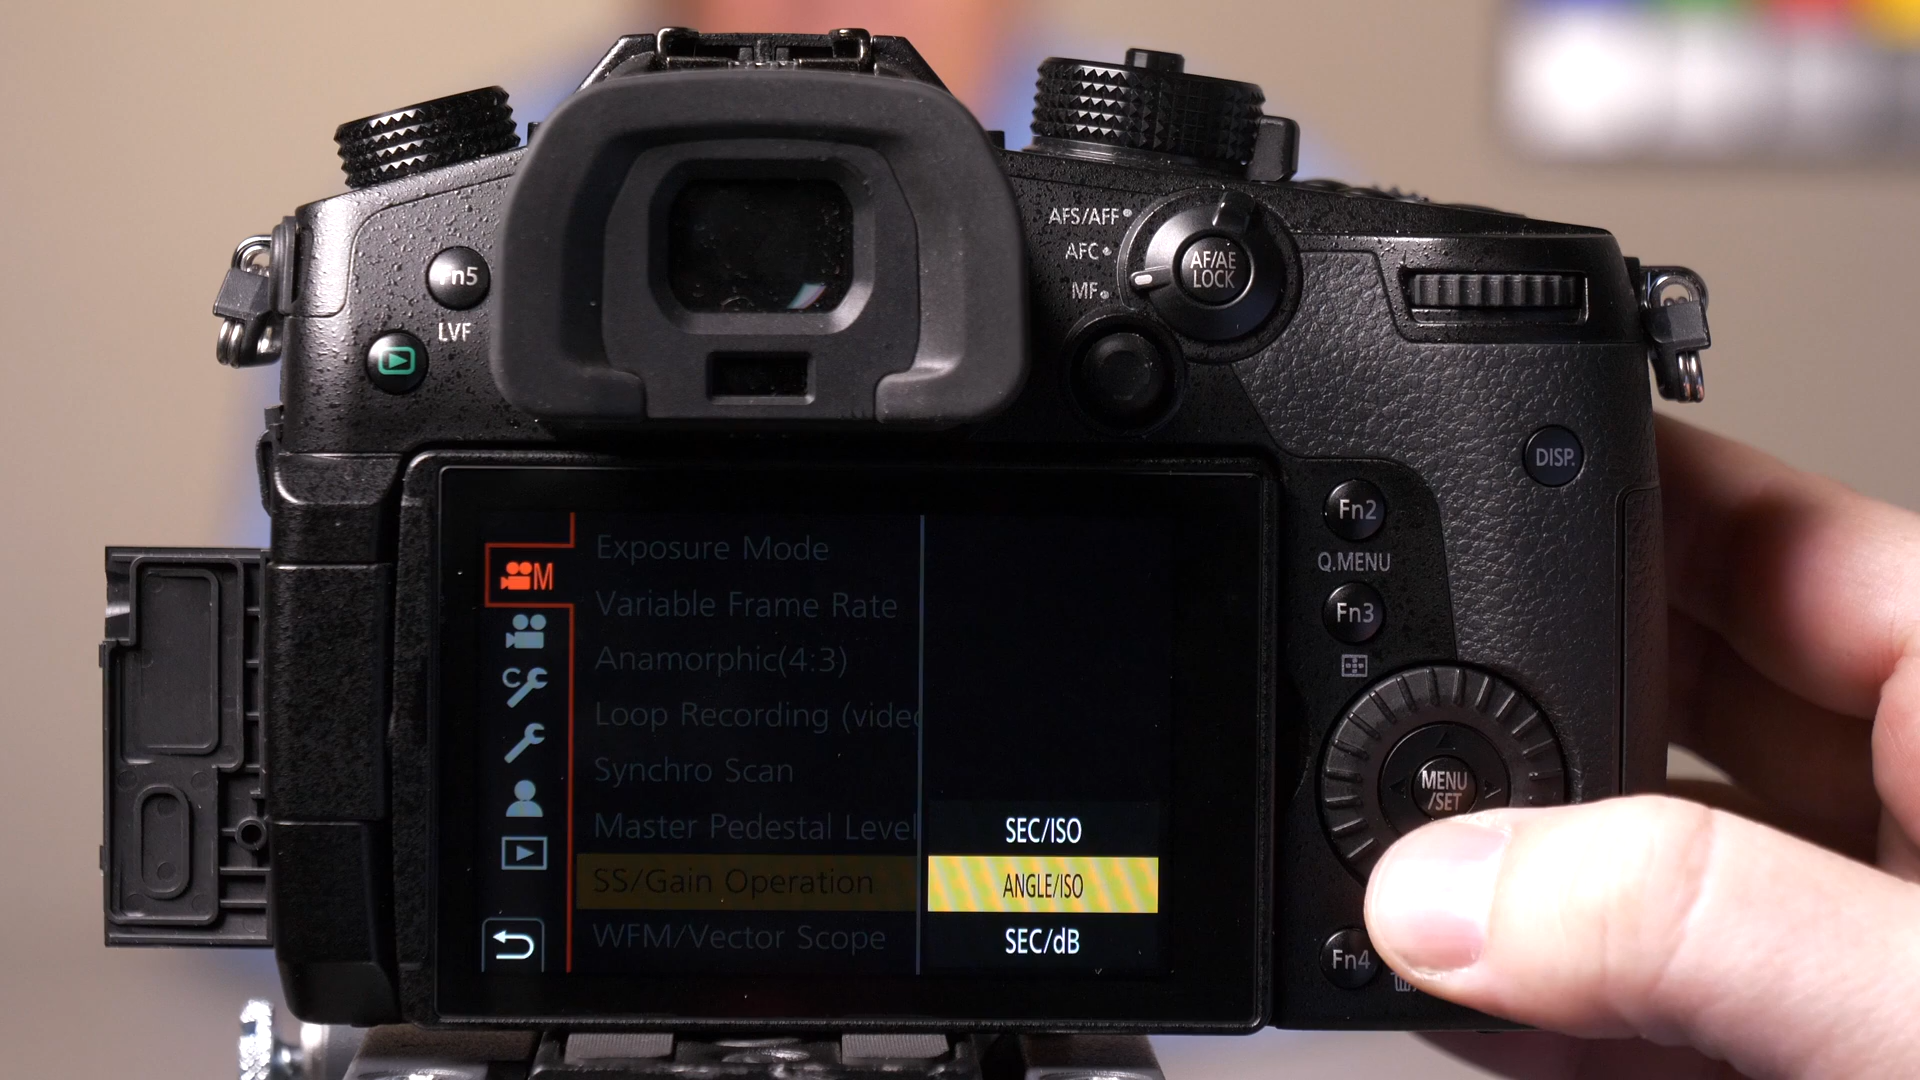 Fn5
LVF
AFS/AFF
AFC
MF
AF/AE
LOCK
DISP.
Fn2
Q.MENU
Fn3
MENU
/SET
Fn4
M
C
Exposure Mode
Variable Frame Rate
Anamorphic(4:3)
Loop Recording (video
Synchro Scan
Master Pedestal Level
SS/Gain Operation
WFM/Vector Scope
SEC/ISO
ANGLE/ISO
SEC/dB